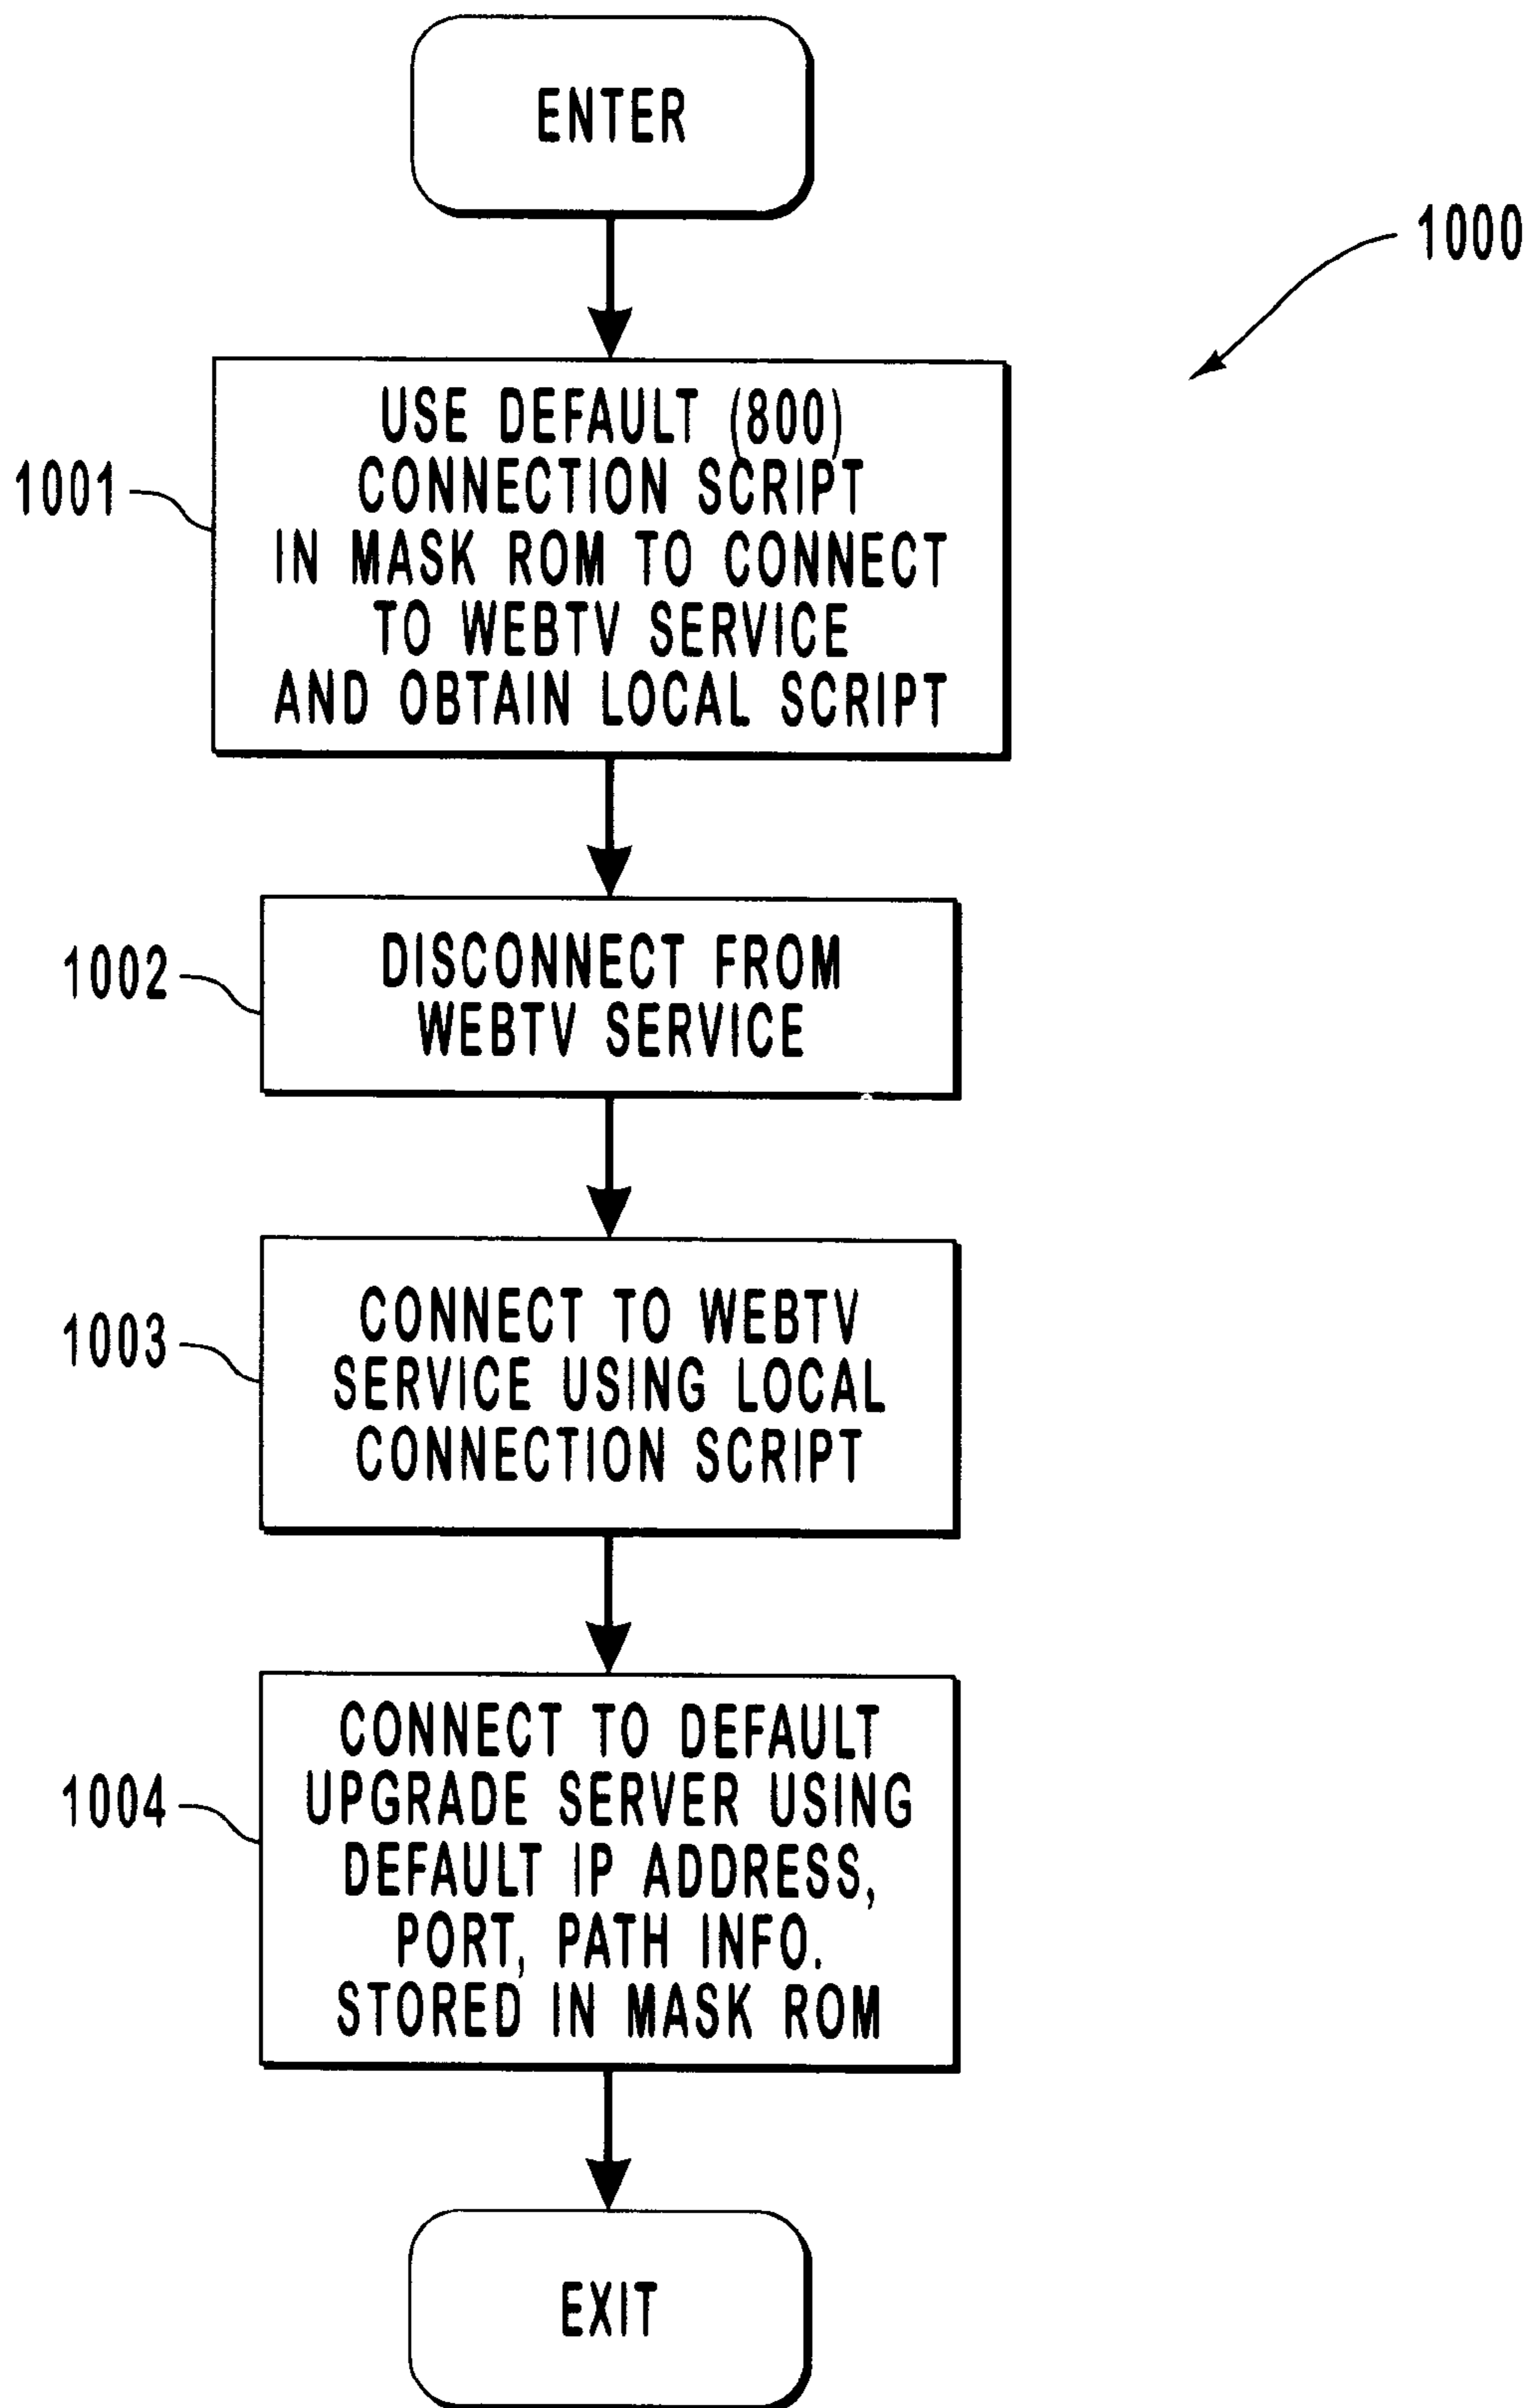 ENTER
1000
1001
USE DEFAULT (800)
CONNECTION SCRIPT
IN MASK ROM TO CONNECT
TO WEBTV SERVICE
AND OBTAIN LOCAL SCRIPT
1002
DISCONNECT FROM
WEBTV SERVICE
1003
CONNECT TO WEBTV
SERVICE USING LOCAL
CONNECTION SCRIPT
1004
CONNECT TO DEFAULT
UPGRADE SERVER USING
DEFAULT IP ADDRESS,
PORT, PATH INFO.
STORED IN MASK ROM
EXIT